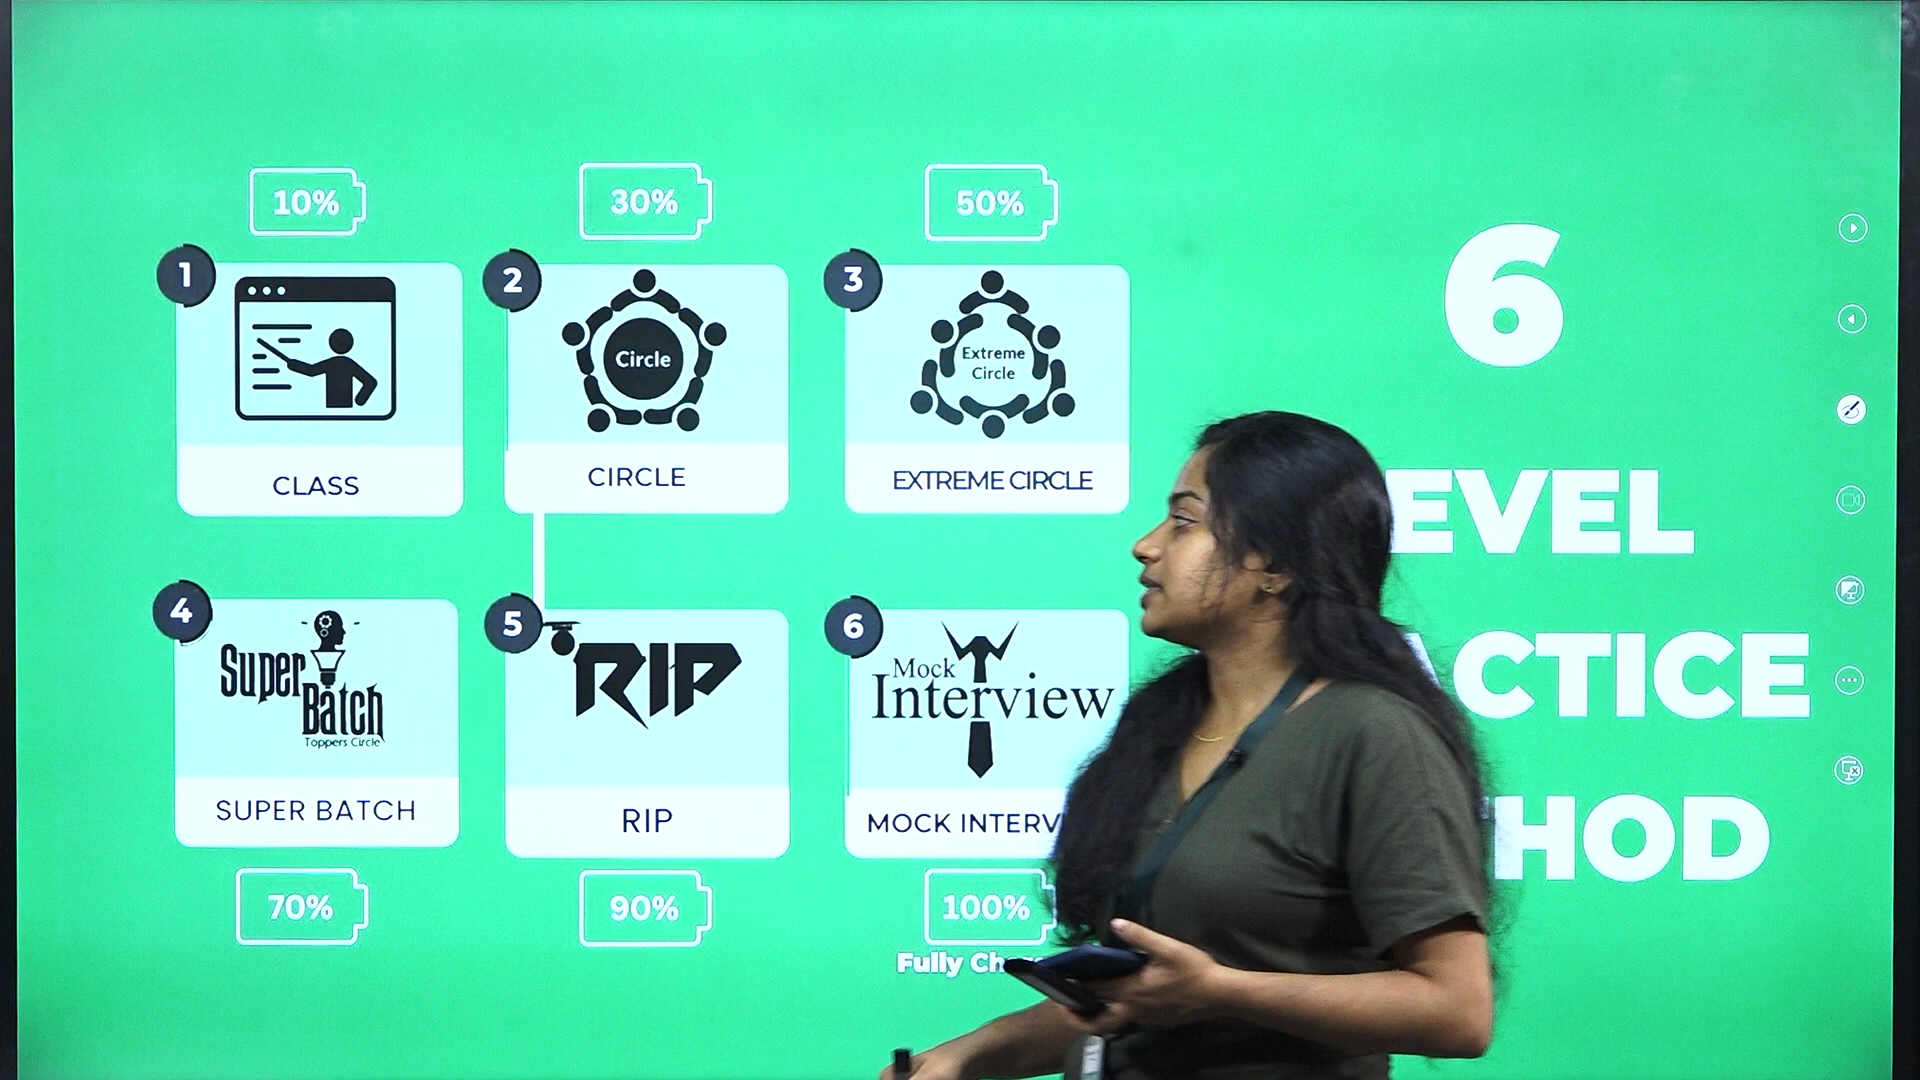 10%
30%
50%
1
2
3
Circle
Extreme
Circle
CLASS
CIRCLE
EXTREME CIRCLE
4
5
6
Super
Batch
Toppers Circle
RIP
Mock
Interview
SUPER BATCH
RIP
MOCK INTERV
70%
90%
100%
Fully
6
EVEL
ACTICE
HOD